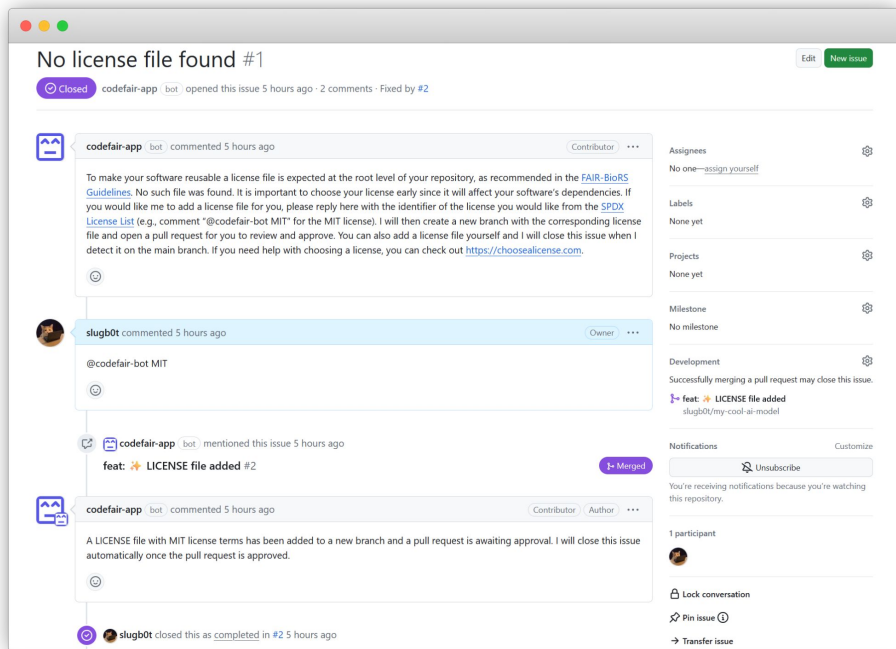 No license file found #1
Edit
New issue
Closed
codefair-app bot opened this issue 5 hours ago · 2 comments · Fixed by #2
codefair-app bot commented 5 hours ago
Contributor
To make your software reusable a license file is expected at the root level of your repository, as recommended in the FAIR-BioRS
Guidelines. No such file was found. It is important to choose your license early since it will affect your software's dependencies. If
you would like me to add a license file for you, please reply here with the identifier of the license you would like from the SPDX
License List (e.g., comment "@codefair-bot MIT" for the MIT license). I will then create a new branch with the corresponding license
file and open a pull request for you to review and approve. You can also add a license file yourself and I will close this issue when I
detect it on the main branch. If you need help with choosing a license, you can check out https://choosealicense.com.
slugb0t commented 5 hours ago
Owner
@codefair-bot MIT
codefair-app bot mentioned this issue 5 hours ago
feat: ✨ LICENSE file added #2
Merged
codefair-app bot commented 5 hours ago
Contributor
Author
A LICENSE file with MIT license terms has been added to a new branch and a pull request is awaiting approval. I will close this issue
automatically once the pull request is approved.
slugb0t closed this as completed in #2 5 hours ago
Assignees
No one—assign yourself
Labels
None yet
Projects
None yet
Milestone
No milestone
Development
Successfully merging a pull request may close this issue.
feat: ✨ LICENSE file added
slugb0t/my-cool-ai-model
Notifications
Customize
Unsubscribe
You're receiving notifications because you're watching
this repository.
1 participant
Lock conversation
Pin issue
Transfer issue